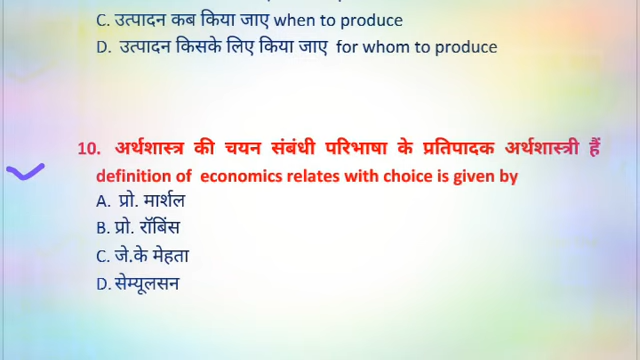 C. उत्पादन कब किया जाए when to produce
D. उत्पादन किसके लिए किया जाए for whom to produce
10. अर्थशास्त्र की चयन संबंधी परिभाषा के प्रतिपादक अर्थशास्त्री हैं
definition of economics relates with choice is given by
A. प्रो. मार्शल
B. प्रो. रॉबिंस
C. जे.के मेहता
D. सेम्यूलसन